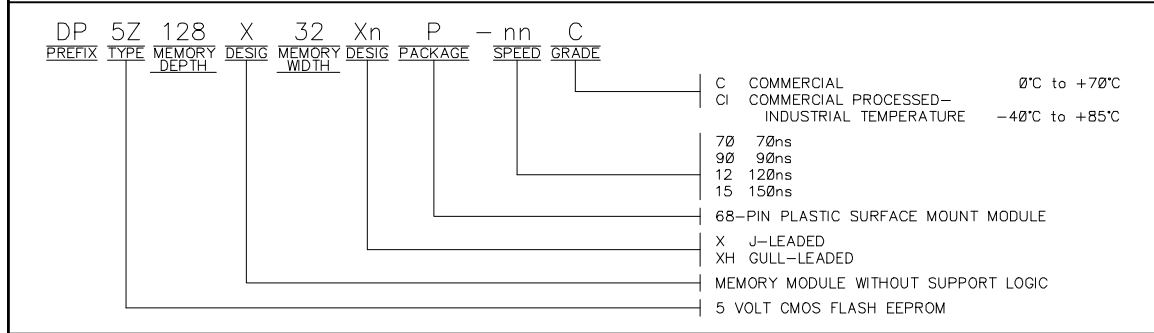 DP 5Z 128 X 32 Xn P - nn C
PREFIX TYPE MEMORY DEPTH DESIG MEMORY WIDTH DESIG PACKAGE SPEED GRADE
C COMMERCIAL 0°C to +70°C
CI COMMERCIAL PROCESSED-
INDUSTRIAL TEMPERATURE -40°C to +85°C
70 70ns
90 90ns
12 120ns
15 150ns
68-PIN PLASTIC SURFACE MOUNT MODULE
X J-LEADED
XH GULL-LEADED
MEMORY MODULE WITHOUT SUPPORT LOGIC
5 VOLT CMOS FLASH EEPROM